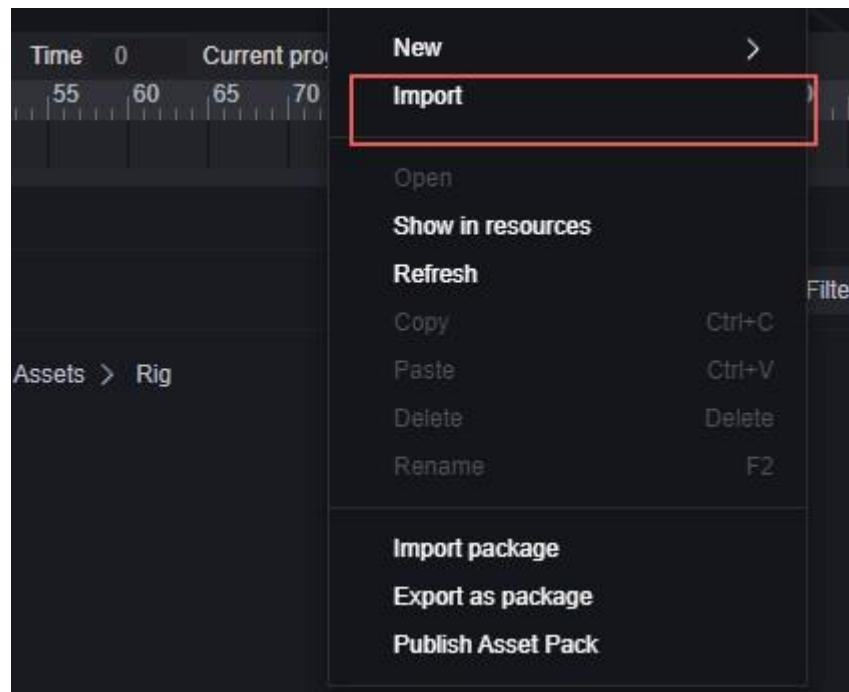 Time 0 Current prog
55 60 65 70
New
Import
Open
Show in resources
Refresh
Filte
Copy Ctrl+C
Assets > Rig
Paste Ctrl+V
Delete Delete
Rename F2
Import package
Export as package
Publish Asset Pack